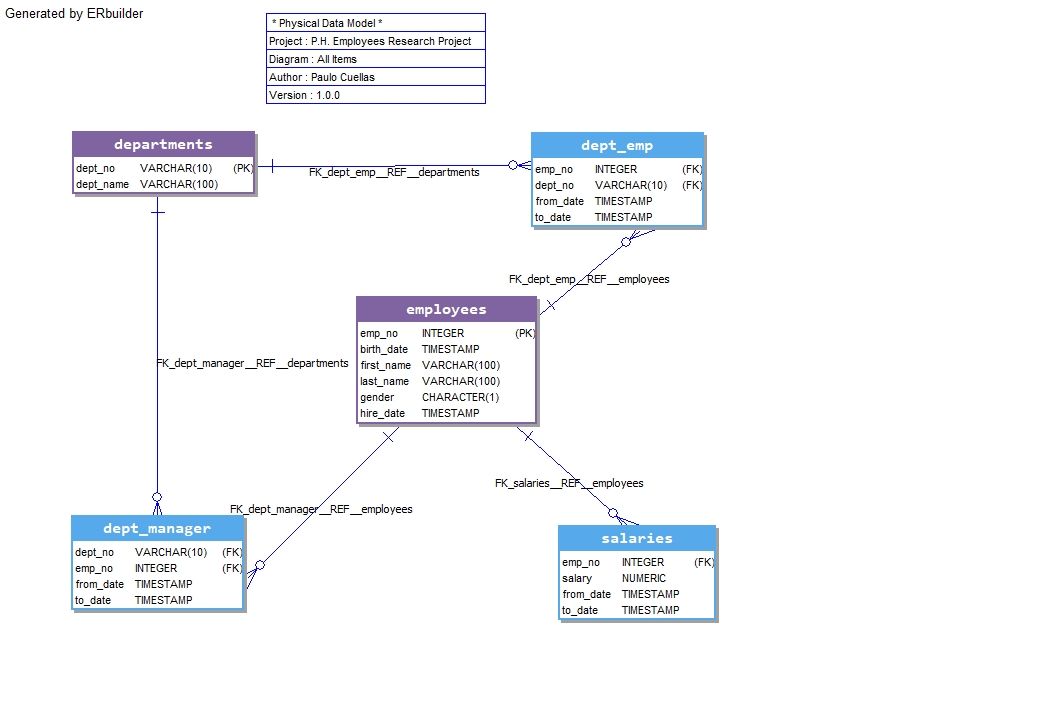 Generated by ERbuilder
* Physical Data Model *
Project : P.H. Employees Research Project
Diagram : All Items
Author : Paulo Cuellas
Version : 1.0.0
departments
dept_no VARCHAR(10) (PK)
dept_name VARCHAR(100)
FK_dept_emp__REF__departments
dept_emp
emp_no INTEGER (FK)
dept_no VARCHAR(10) (FK)
from_date TIMESTAMP
to_date TIMESTAMP
FK_dept_emp__REF__employees
employees
emp_no INTEGER (PK)
birth_date TIMESTAMP
first_name VARCHAR(100)
last_name VARCHAR(100)
gender CHARACTER(1)
hire_date TIMESTAMP
FK_dept_manager__REF__departments
FK_salaries__REF__employees
FK_dept_manager__REF__employees
dept_manager
dept_no VARCHAR(10) (FK)
emp_no INTEGER (FK)
from_date TIMESTAMP
to_date TIMESTAMP
salaries
emp_no INTEGER (FK)
salary NUMERIC
from_date TIMESTAMP
to_date TIMESTAMP